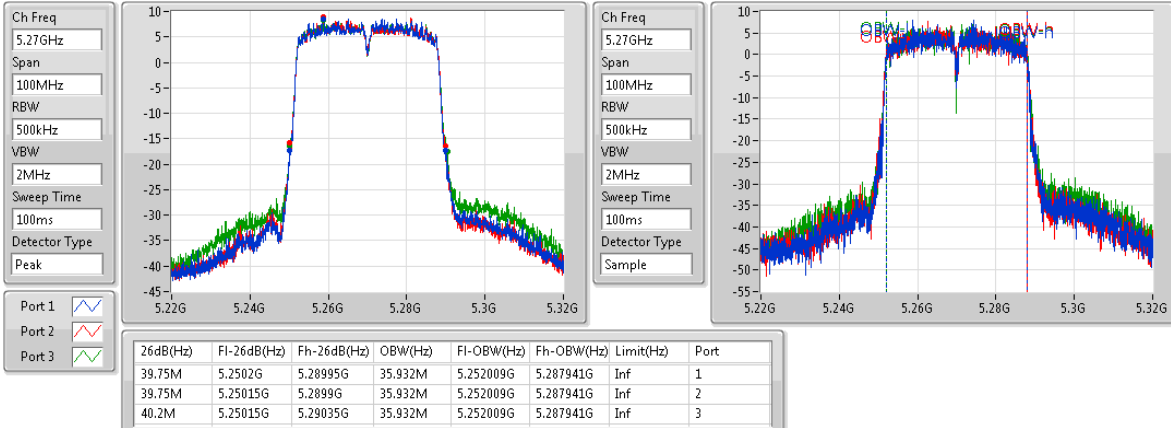 Ch Freq
5.27GHz
Span
100MHz
RBW
500kHz
VBW
2MHz
Sweep Time
100ms
Detector Type
Peak
Port 1
Port 2
Port 3
10
5
0
-5
-10
-15
-20
-25
-30
-35
-40
-45
5.22G 5.24G 5.26G 5.28G 5.3G 5.32G
Ch Freq
5.27GHz
Span
100MHz
RBW
500kHz
VBW
2MHz
Sweep Time
100ms
Detector Type
Sample
10
5
0
-5
-10
-15
-20
-25
-30
-35
-40
-45
-50
-55
5.22G 5.24G 5.26G 5.28G 5.3G 5.32G
26dB(Hz) Fl-26dB(Hz) Fh-26dB(Hz) OBW(Hz) Fl-OBW(Hz) Fh-OBW(Hz) Limit(Hz) Port
39.75M 5.2502G 5.28995G 35.932M 5.252009G 5.287941G Inf 1
39.75M 5.25015G 5.2899G 35.932M 5.252009G 5.287941G Inf 2
40.2M 5.25015G 5.29035G 35.932M 5.252009G 5.287941G Inf 3